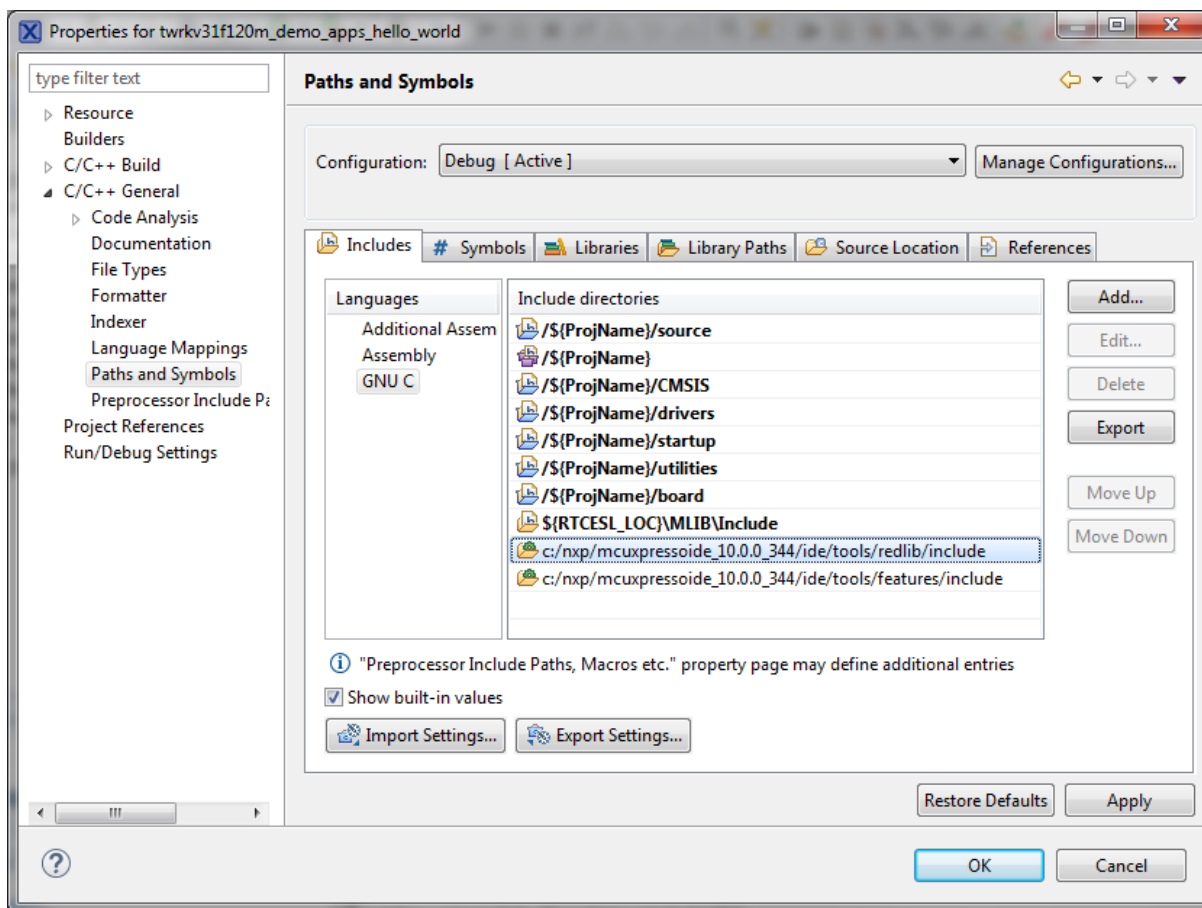 Properties for twrkv31f120m_demo_apps_hello_world
type filter text
Resource
Builders
C/C++ Build
C/C++ General
Code Analysis
Documentation
File Types
Formatter
Indexer
Language Mappings
Paths and Symbols
Preprocessor Include Pa
Project References
Run/Debug Settings
Paths and Symbols
Configuration: Debug [ Active ] Manage Configurations...
Includes # Symbols Libraries Library Paths Source Location References
Languages
Additional Assem
Assembly
GNU C
Include directories
/${ProjName}/source
/${ProjName}
/${ProjName}/CMSIS
/${ProjName}/drivers
/${ProjName}/startup
/${ProjName}/utilities
/${ProjName}/board
${RTCESL_LOC}\MLIB\Include
c:/nxp/mcuxpressoide_10.0.0_344/ide/tools/redlib/include
c:/nxp/mcuxpressoide_10.0.0_344/ide/tools/features/include
Add...
Edit...
Delete
Export
Move Up
Move Down
"Preprocessor Include Paths, Macros etc." property page may define additional entries
Show built-in values
Import Settings... Export Settings...
Restore Defaults Apply
OK Cancel